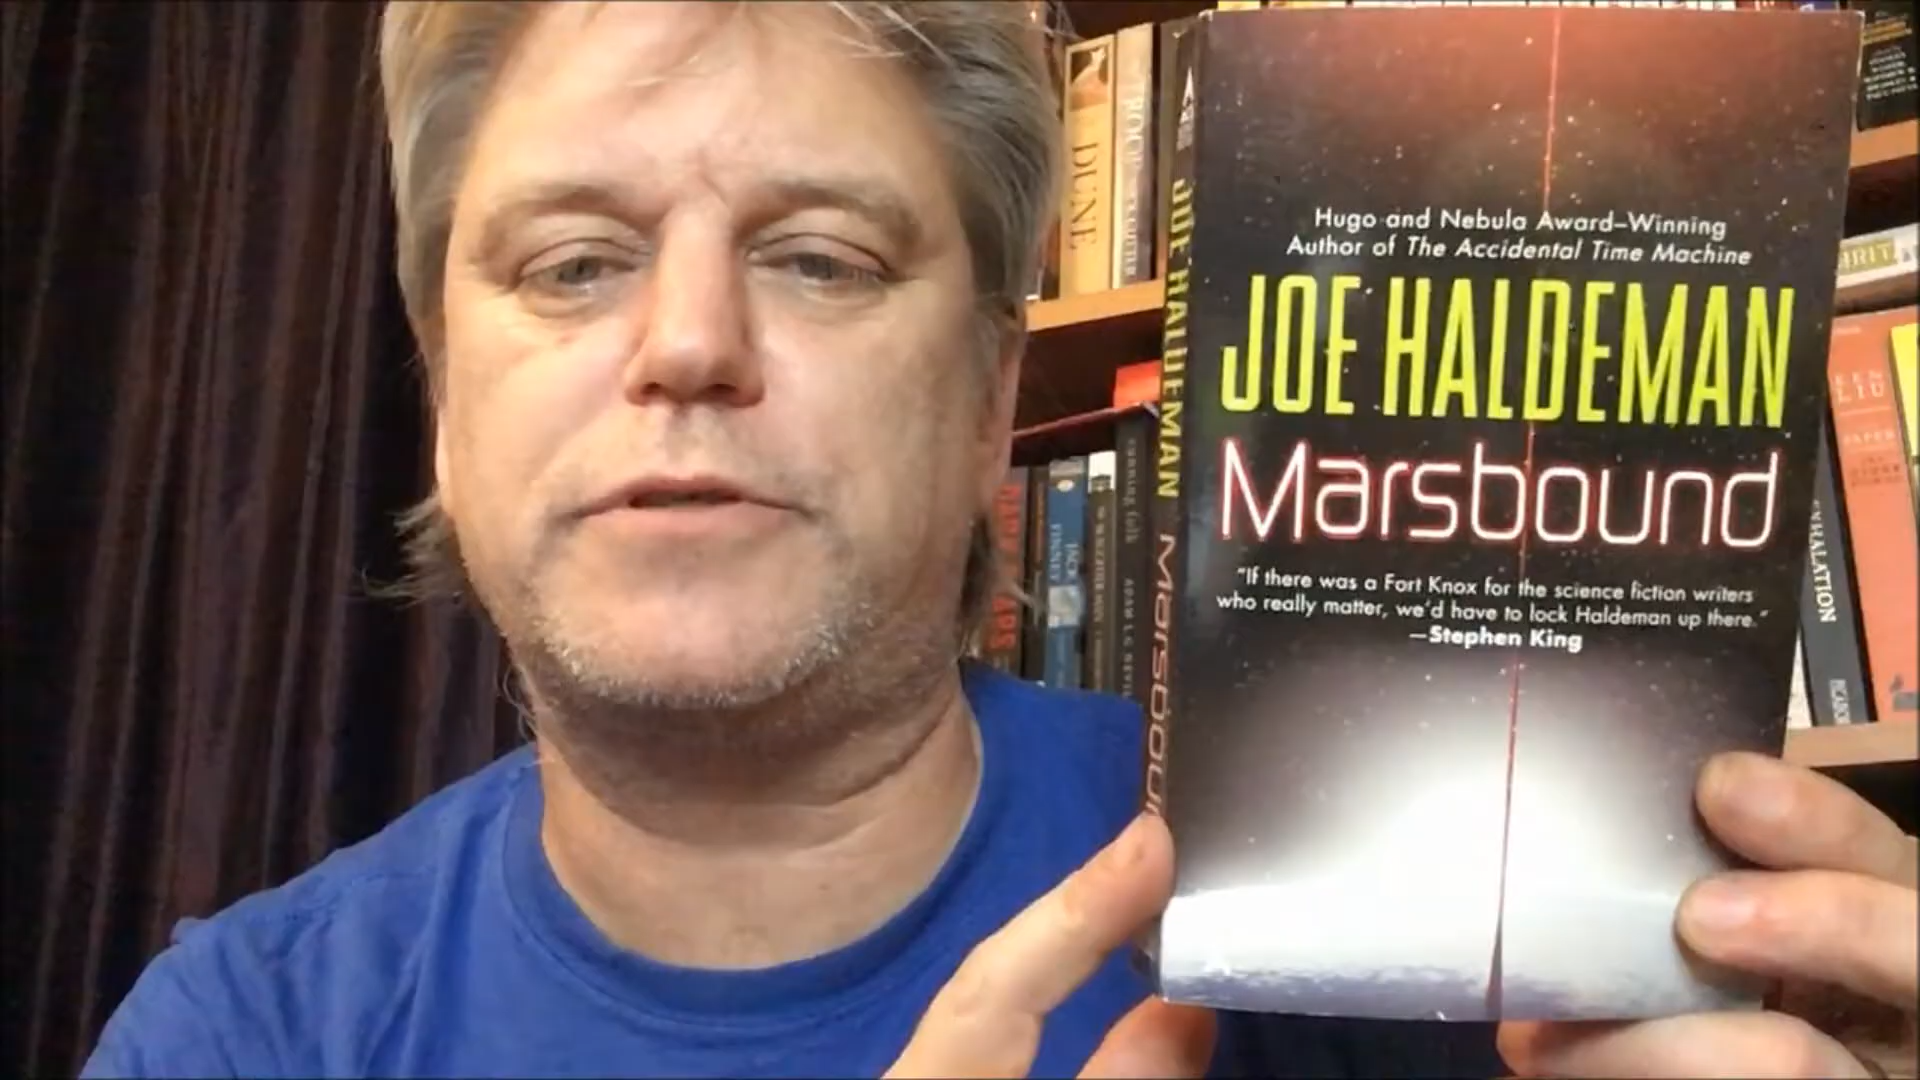 DUNE
Hugo and Nebula Award–Winning
Author of The Accidental Time Machine
JOE HALDEMAN
Marsbound
"If there was a Fort Knox for the science fiction writers
who really matter, we'd have to lock Haldeman up there."
—Stephen King
JOE HALDEMAN
JACK
FINNEY
LIU
PAPER